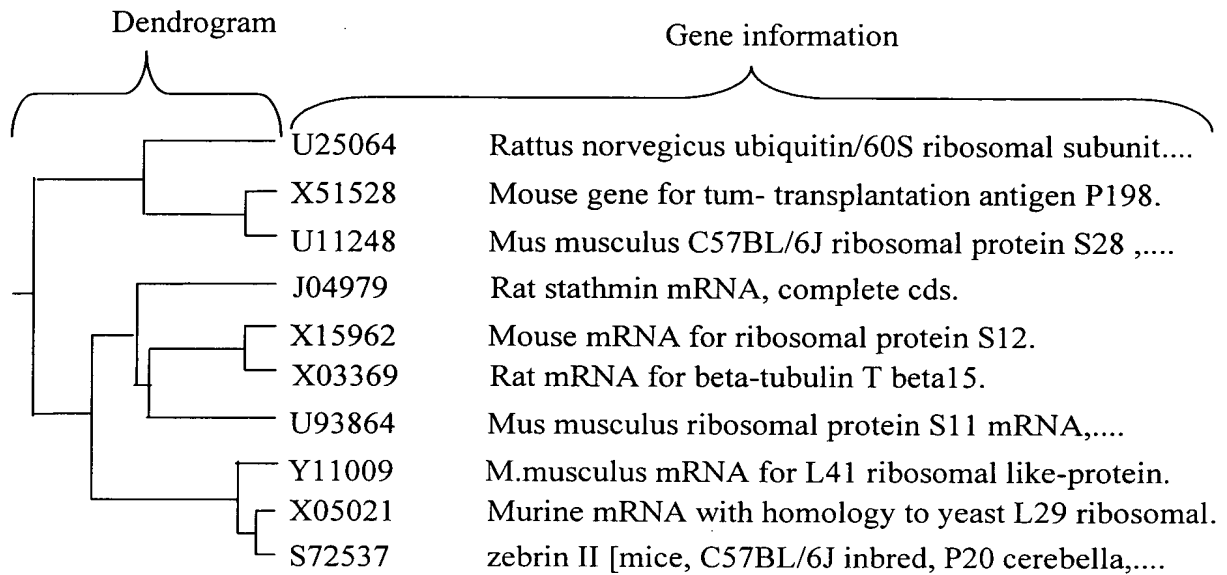 Dendrogram
Gene information
U25064 Rattus norvegicus ubiquitin/60S ribosomal subunit....
X51528 Mouse gene for tum- transplantation antigen P198.
U11248 Mus musculus C57BL/6J ribosomal protein S28 ,....
J04979 Rat stathmin mRNA, complete cds.
X15962 Mouse mRNA for ribosomal protein S12.
X03369 Rat mRNA for beta-tubulin T beta15.
U93864 Mus musculus ribosomal protein S11 mRNA,....
Y11009 M.musculus mRNA for L41 ribosomal like-protein.
X05021 Murine mRNA with homology to yeast L29 ribosomal.
S72537 zebrin II [mice, C57BL/6J inbred, P20 cerebella,....